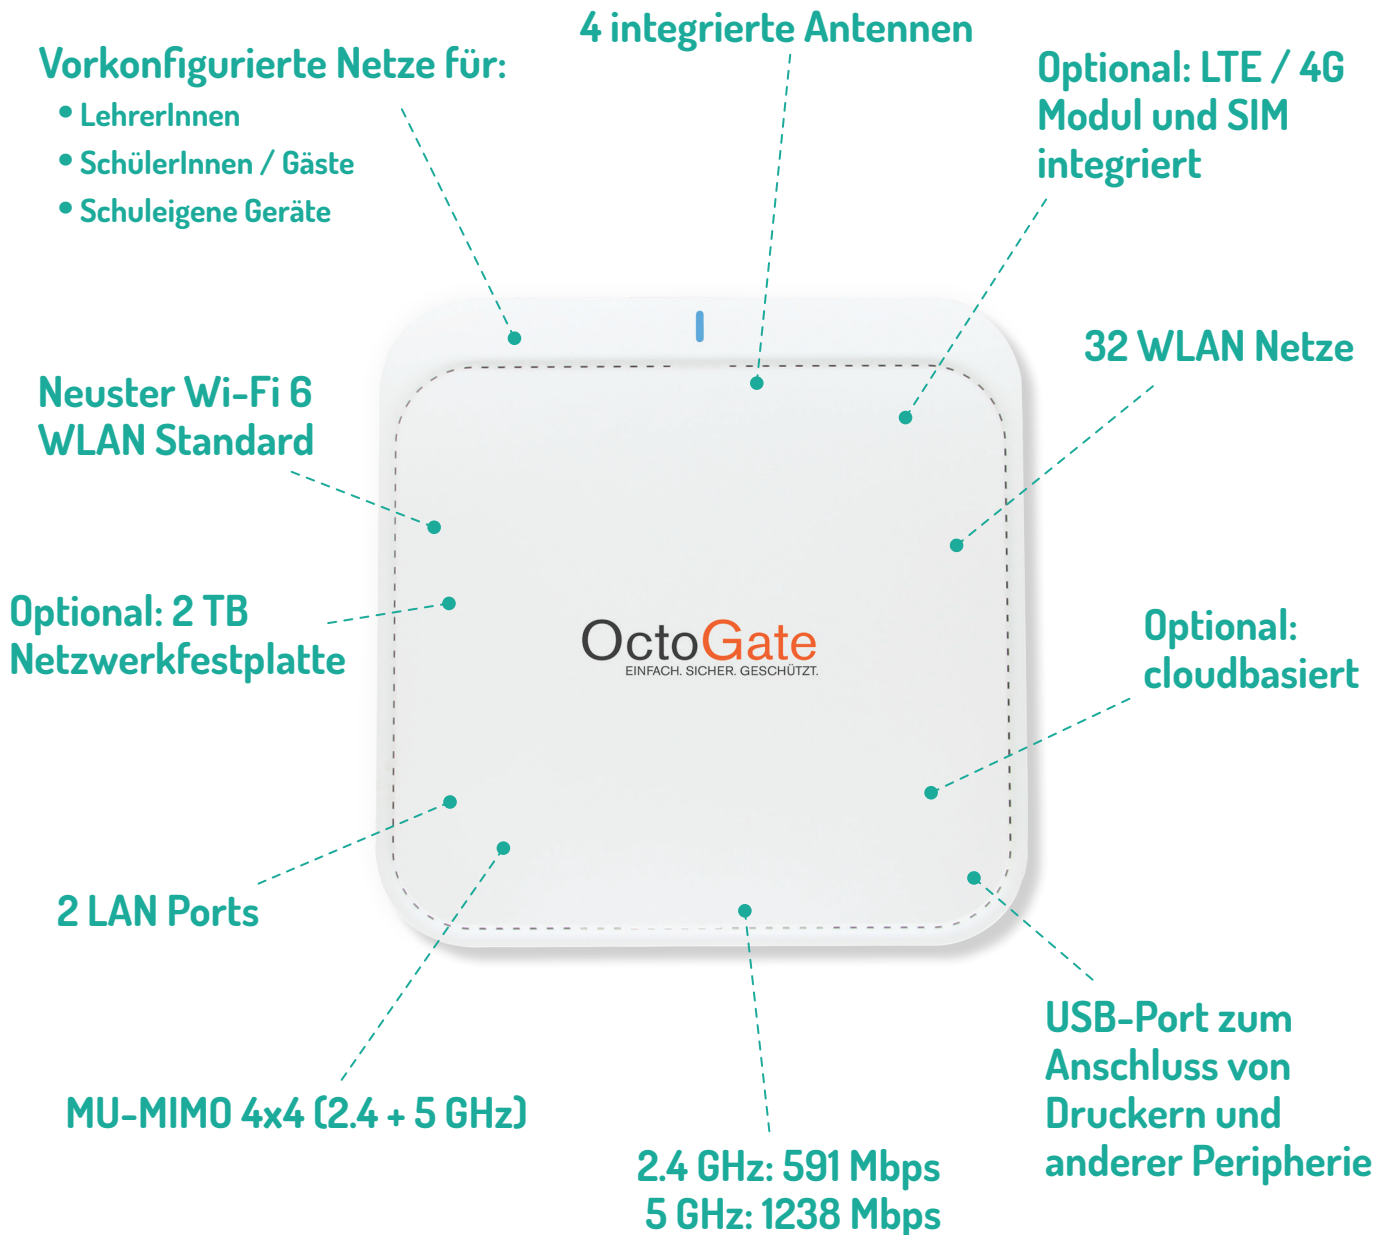 4 integrierte Antennen
Vorkonfigurierte Netze für:
• LehrerInnen
• SchülerInnen / Gäste
• Schuleigene Geräte
Optional: LTE / 4G
Modul und SIM
integriert
32 WLAN Netze
Neuster Wi-Fi 6
WLAN Standard
Optional: 2 TB
Netzwerkfestplatte
OctoGate
EINFACH. SICHER. GESCHÜTZT.
Optional:
cloudbasiert
2 LAN Ports
USB-Port zum
Anschluss von
Druckern und
anderer Peripherie
MU-MIMO 4x4 (2.4 + 5 GHz)
2.4 GHz: 591 Mbps
5 GHz: 1238 Mbps